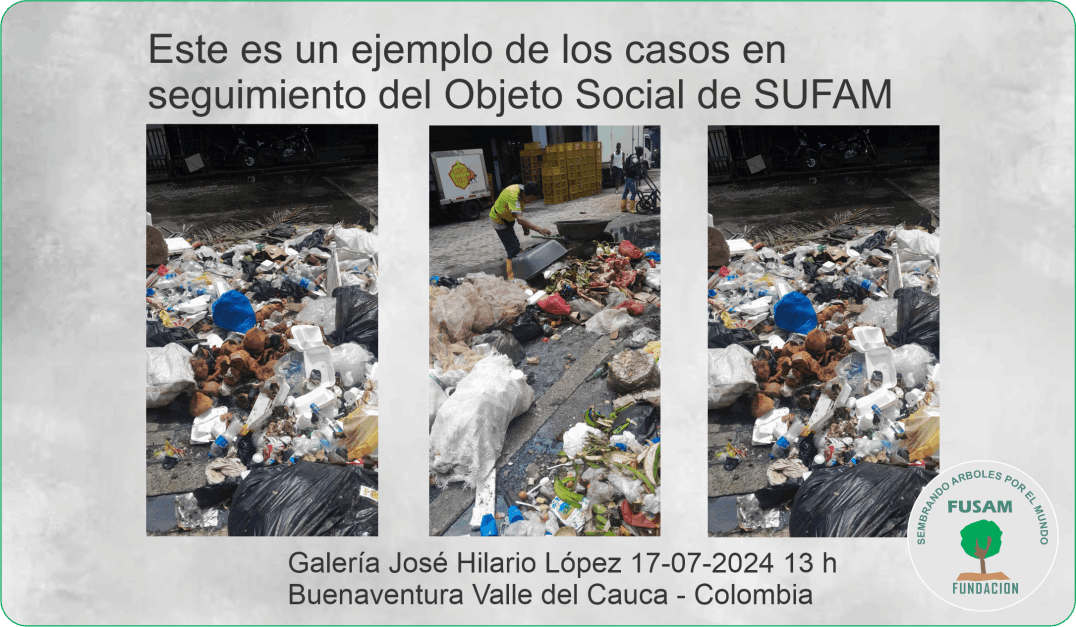 Este es un ejemplo de los casos en
seguimiento del Objeto Social de SUFAM
Galería José Hilario López 17-07-2024 13 h
Buenaventura Valle del Cauca - Colombia
SEMBRANDO ARBOLES POR EL MUNDO
FUSAM
FUNDACION